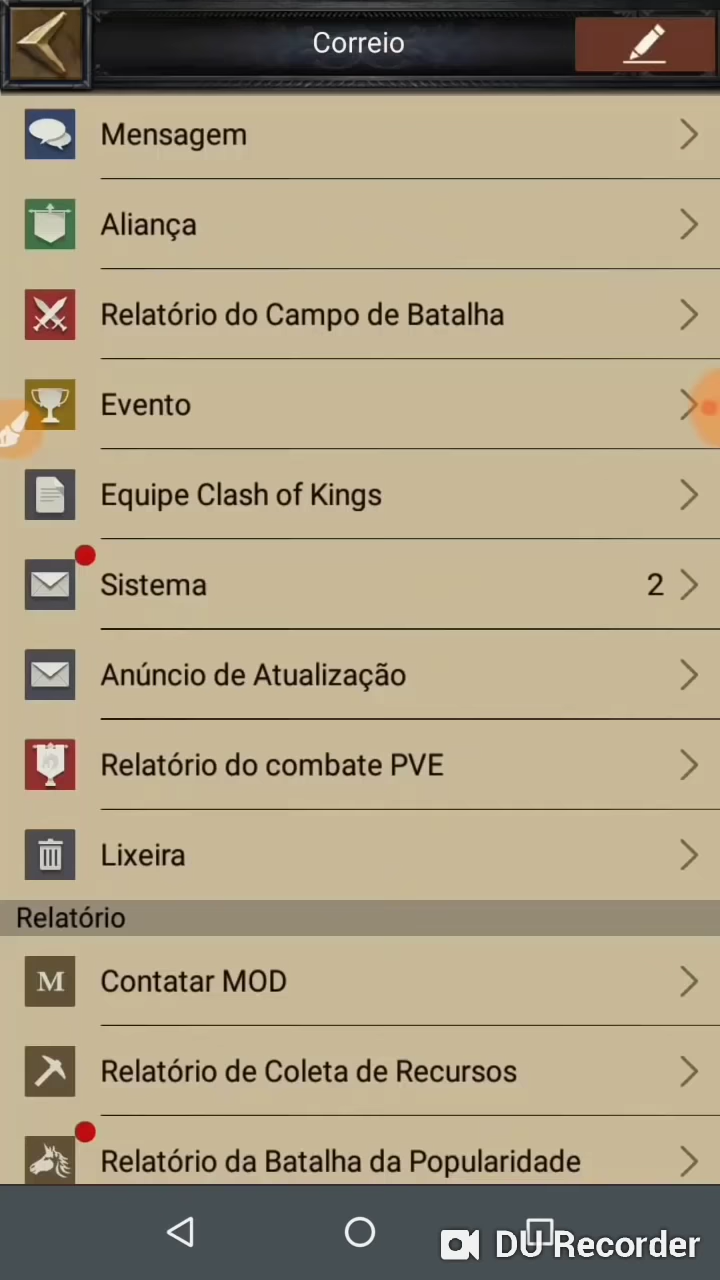 Correio
Mensagem
Aliança
Relatório do Campo de Batalha
Evento
Equipe Clash of Kings
Sistema 2
Anúncio de Atualização
Relatório do combate PVE
Lixeira
Relatório
M Contatar MOD
Relatório de Coleta de Recursos
Relatório da Batalha da Popularidade
DU Recorder